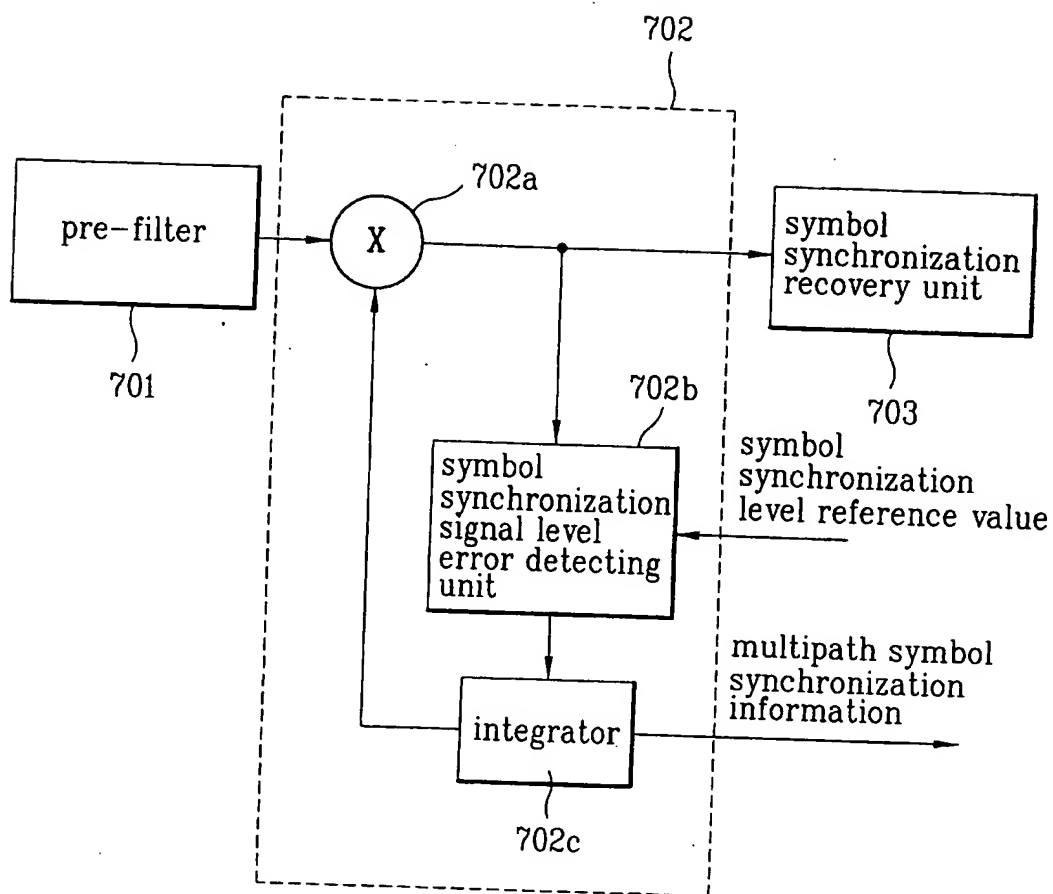 702
702a
pre-filter
X
symbol
synchronization
recovery unit
701
703
702b
symbol
synchronization
signal level
error detecting
unit
symbol
synchronization
level reference value
integrator
multipath symbol
synchronization
information
702c